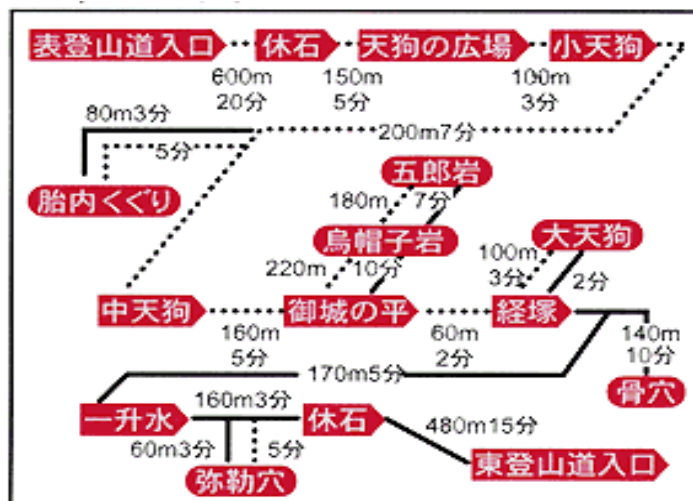 表登山道入口 休石 天狗の広場 小天狗
600m 150m 100m
20分 5分 3分
80m3分
200m7分
5分
胎内くぐり
五郎岩
180m 7分
烏帽子岩
大天狗
100m
3分 2分
220m 10分
中天狗 御城の平 経塚
160m 60m 140m
5分 2分 10分
170m5分
骨穴
160m3分
一升水 休石 480m15分
60m3分 5分
弥勒穴 東登山道入口